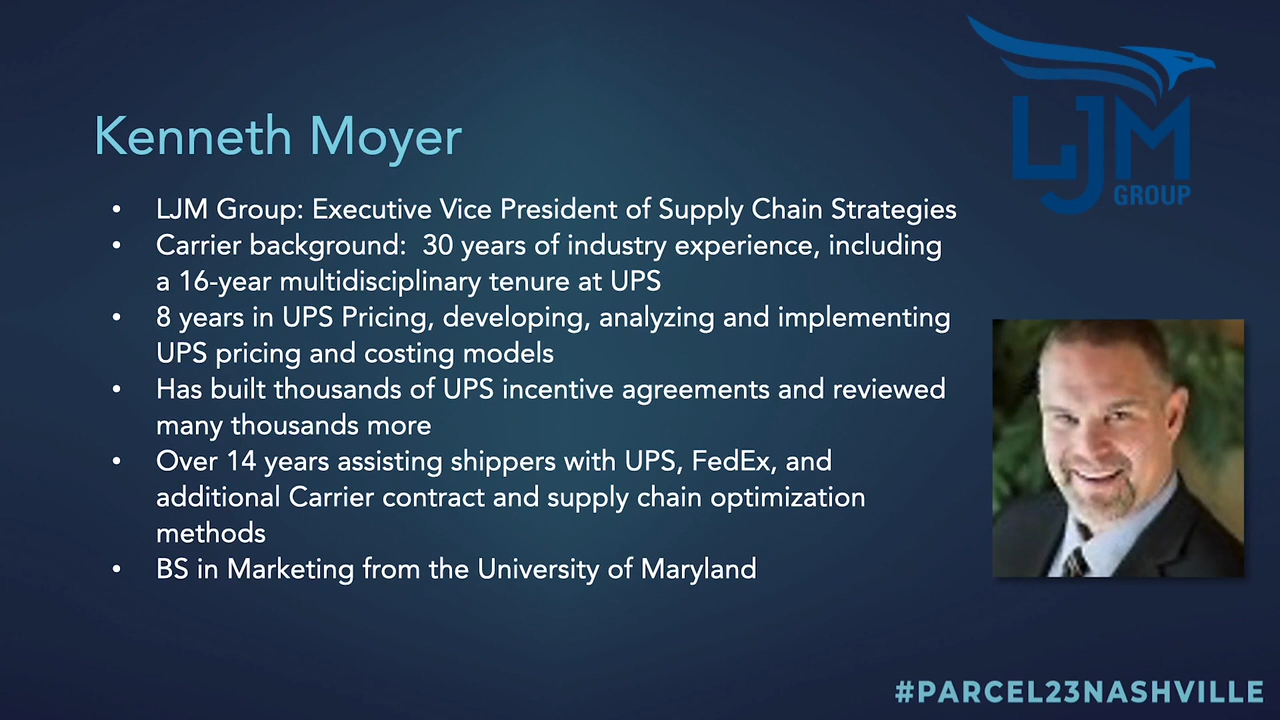 LJM
GROUP
Kenneth Moyer
• LJM Group: Executive Vice President of Supply Chain Strategies
• Carrier background:  30 years of industry experience, including
a 16-year multidisciplinary tenure at UPS
• 8 years in UPS Pricing, developing, analyzing and implementing
UPS pricing and costing models
• Has built thousands of UPS incentive agreements and reviewed
many thousands more
• Over 14 years assisting shippers with UPS, FedEx, and
additional Carrier contract and supply chain optimization
methods
• BS in Marketing from the University of Maryland
#PARCEL23NASHVILLE